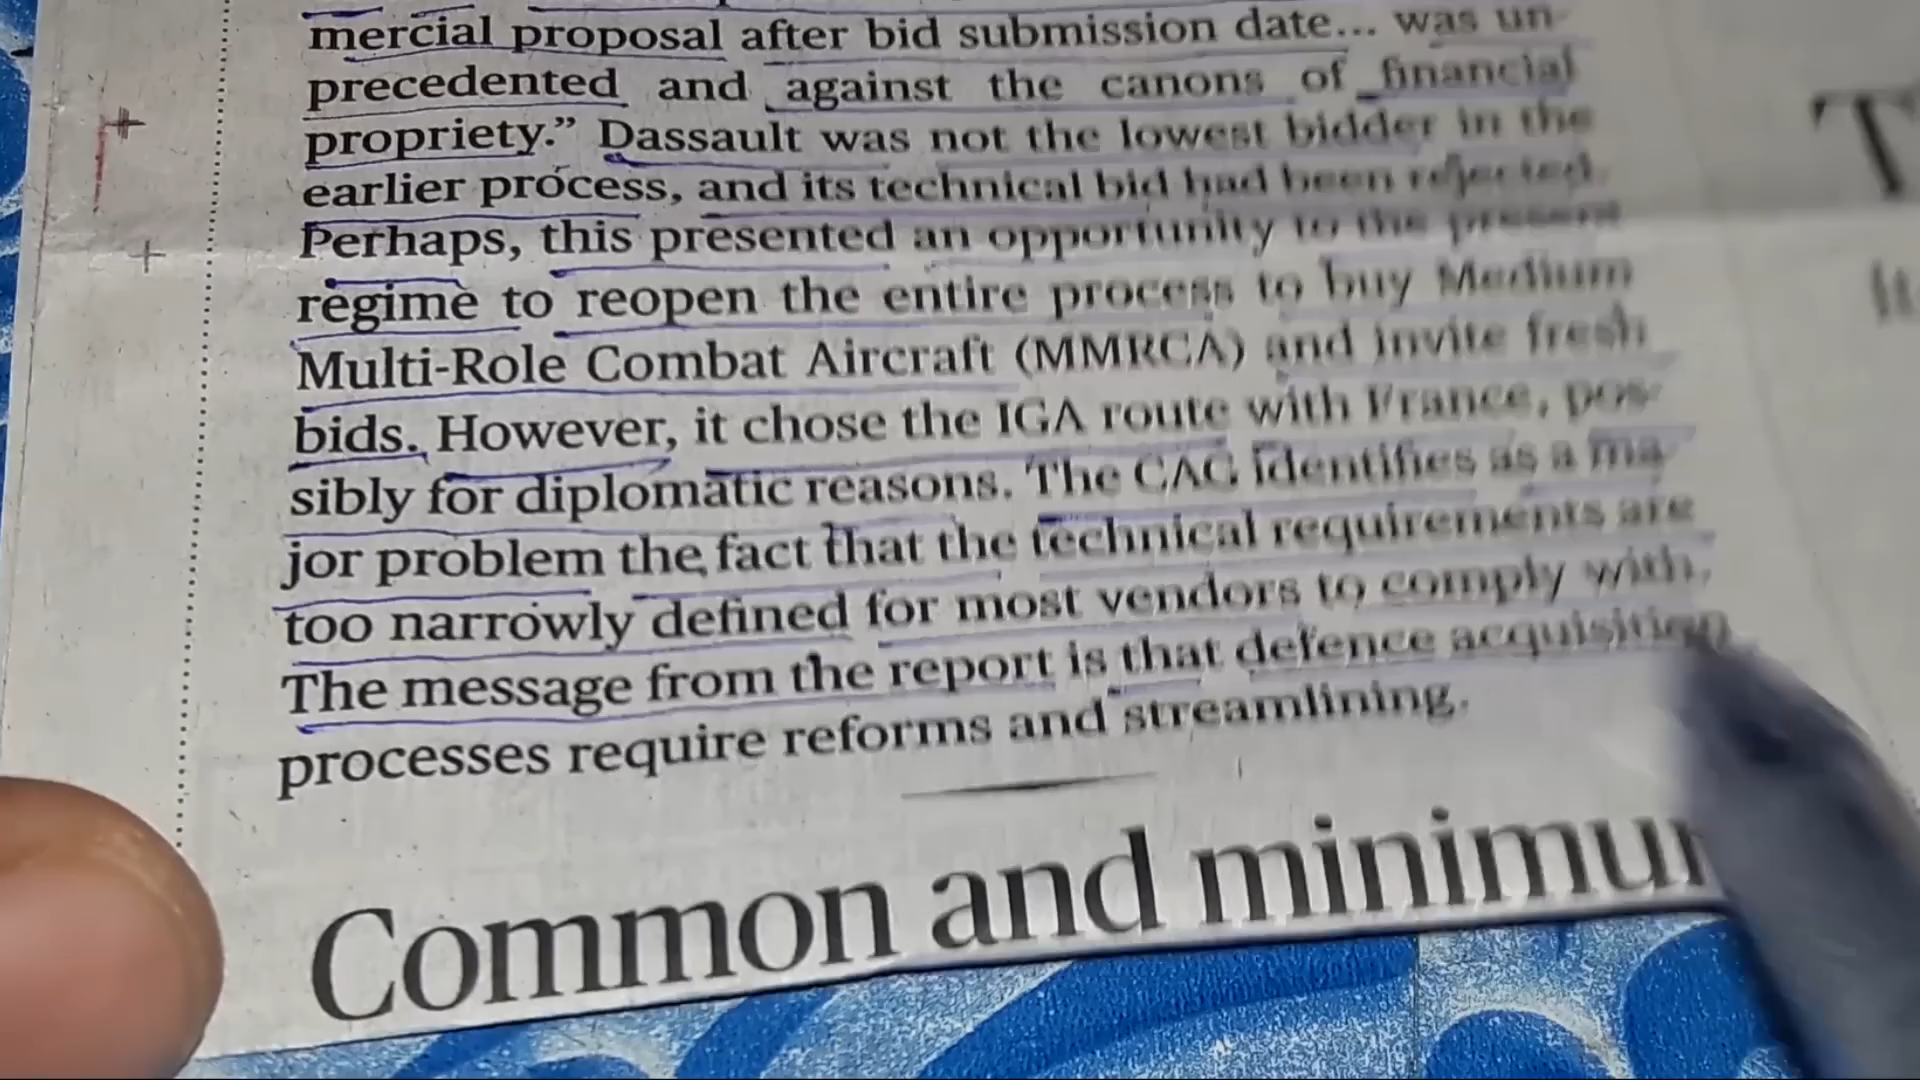 mercial proposal after bid submission date... was un-
precedented and against the canons of financial
propriety.” Dassault was not the lowest bidder in the
earlier process, and its technical bid had been rejected.
Perhaps, this presented an opportunity to the present
regime to reopen the entire process to buy Medium
Multi-Role Combat Aircraft (MMRCA) and invite fresh
bids. However, it chose the IGA route with France, pos-
sibly for diplomatic reasons. The CAG identifies as a ma-
jor problem the fact that the technical requirements are
too narrowly defined for most vendors to comply with.
The message from the report is that defence acquisition
processes require reforms and streamlining.
Common and